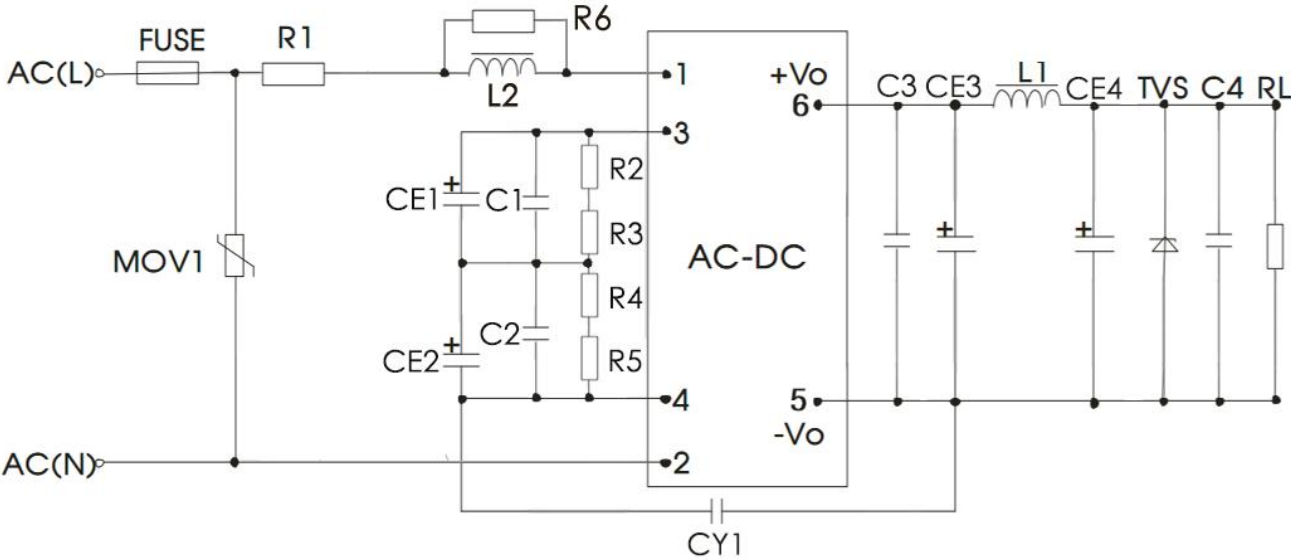 R6
FUSE
R1
AC(L)
L2
1
+Vo
6
C3
CE3
L1
CE4
TVS
C4
RL
3
R2
CE1
+
C1
R3
+
+
MOV1
AC-DC
R4
C2
+
CE2
R5
4
5
-Vo
AC(N)
2
CY1